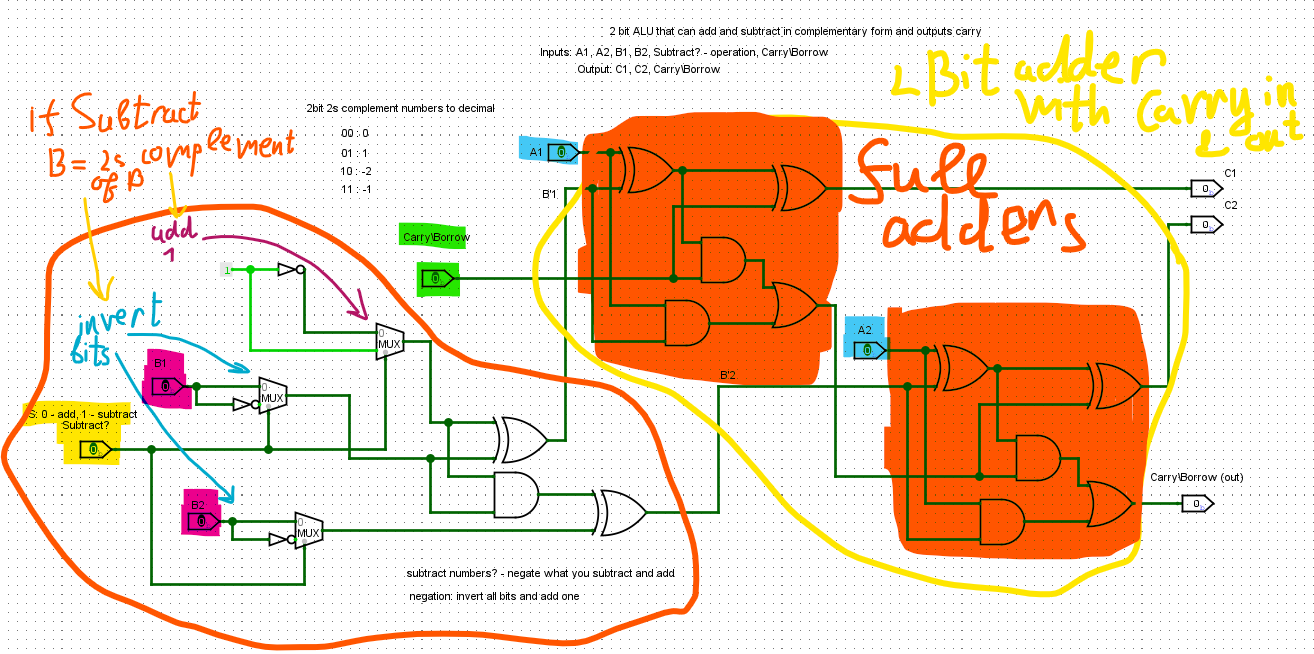 2 bit ALU that can add and subtract in complementary form and outputs carry
Inputs: A1, A2, B1, B2, Subtract? - operation, Carry\Borrow
Output: C1, C2, Carry\Borrow
2 Bit adder
with Carry in
2 out
if Subtract
B = 2s complement
of B
2bit 2s complement numbers to decimal
00 : 0
01 : 1
10 : -2
11 : -1
A1
0
B'1
full
adders
C1
0
C2
0
add
1
Carry\Borrow
0
1
0
MUX
invert
bits
B1
0
0
MUX
S: 0 - add, 1 - subtract
Subtract?
0
A2
0
B'2
B2
0
0
MUX
Carry\Borrow (out)
0
subtract numbers? - negate what you subtract and add
negation: invert all bits and add one